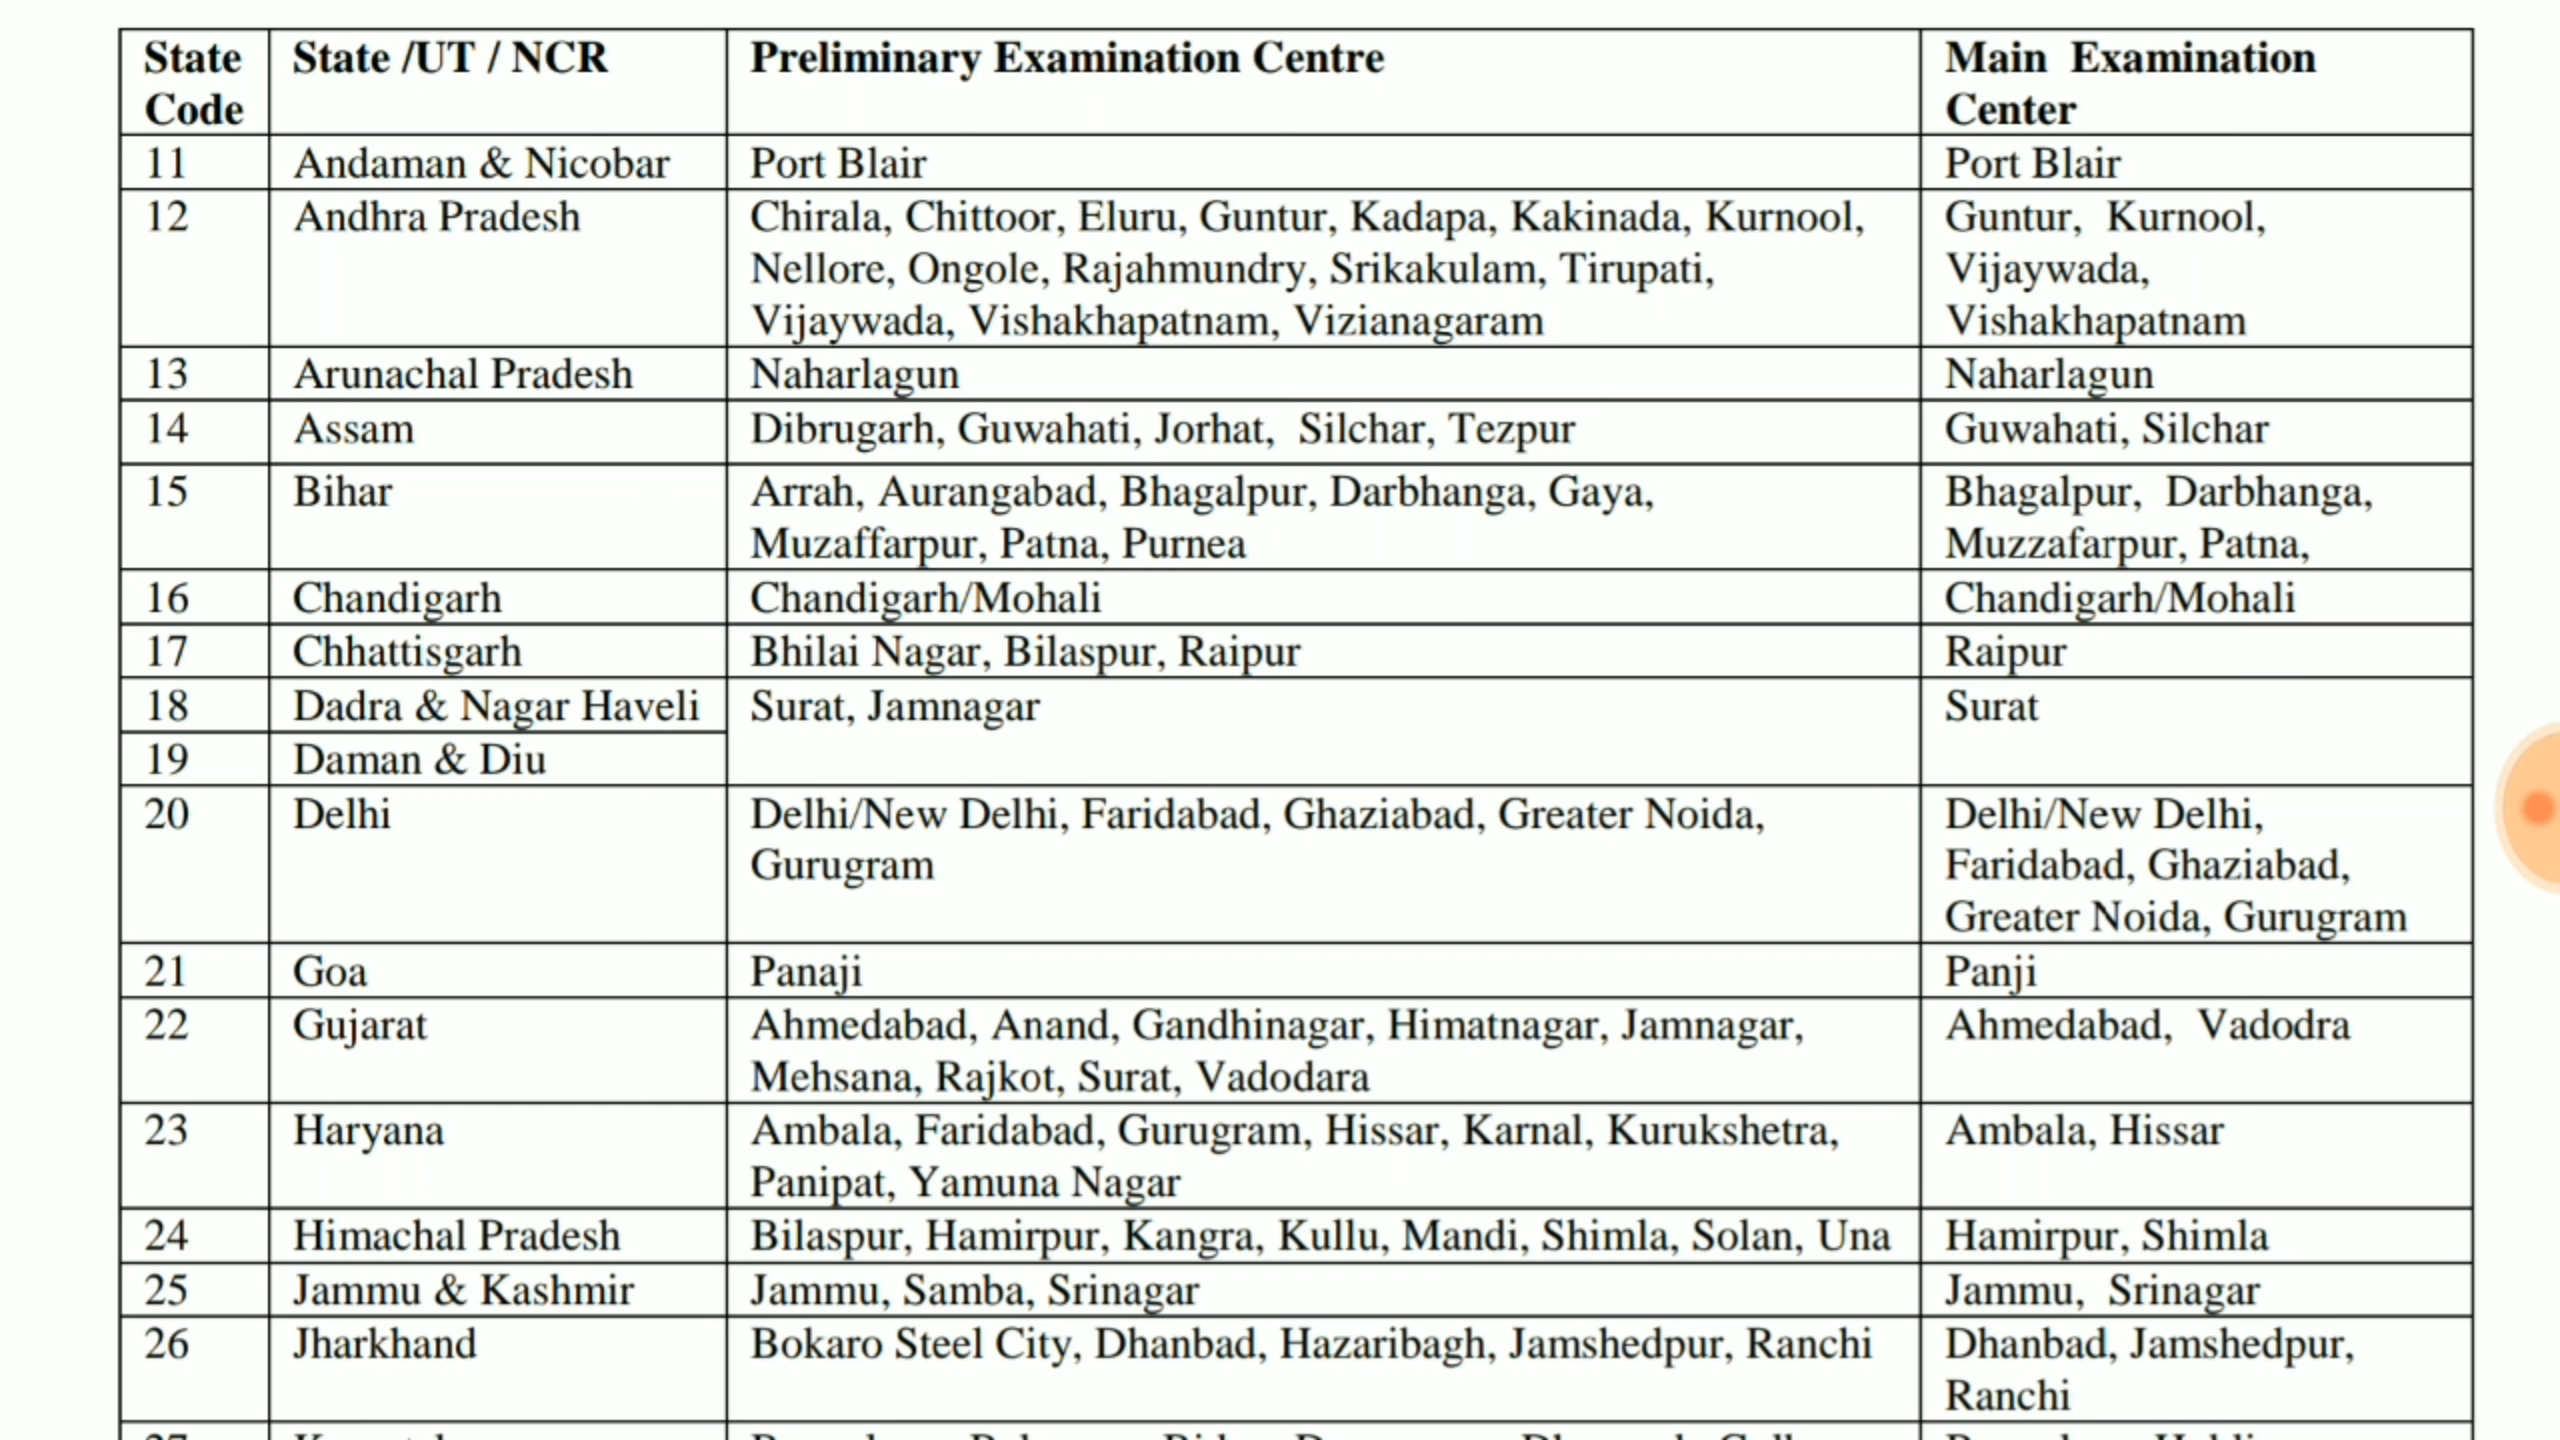 State Code | State /UT / NCR | Preliminary Examination Centre | Main  Examination Center
11 | Andaman & Nicobar | Port Blair | Port Blair
12 | Andhra Pradesh | Chirala, Chittoor, Eluru, Guntur, Kadapa, Kakinada, Kurnool, Nellore, Ongole, Rajahmundry, Srikakulam, Tirupati, Vijaywada, Vishakhapatnam, Vizianagaram | Guntur,  Kurnool, Vijaywada, Vishakhapatnam
13 | Arunachal Pradesh | Naharlagun | Naharlagun
14 | Assam | Dibrugarh, Guwahati, Jorhat,  Silchar, Tezpur | Guwahati, Silchar
15 | Bihar | Arrah, Aurangabad, Bhagalpur, Darbhanga, Gaya, Muzaffarpur, Patna, Purnea | Bhagalpur,  Darbhanga, Muzzafarpur, Patna,
16 | Chandigarh | Chandigarh/Mohali | Chandigarh/Mohali
17 | Chhattisgarh | Bhilai Nagar, Bilaspur, Raipur | Raipur
18 | Dadra & Nagar Haveli | Surat, Jamnagar | Surat
19 | Daman & Diu
20 | Delhi | Delhi/New Delhi, Faridabad, Ghaziabad, Greater Noida, Gurugram | Delhi/New Delhi, Faridabad, Ghaziabad, Greater Noida, Gurugram
21 | Goa | Panaji | Panji
22 | Gujarat | Ahmedabad, Anand, Gandhinagar, Himatnagar, Jamnagar, Mehsana, Rajkot, Surat, Vadodara | Ahmedabad,  Vadodra
23 | Haryana | Ambala, Faridabad, Gurugram, Hissar, Karnal, Kurukshetra, Panipat, Yamuna Nagar | Ambala, Hissar
24 | Himachal Pradesh | Bilaspur, Hamirpur, Kangra, Kullu, Mandi, Shimla, Solan, Una | Hamirpur, Shimla
25 | Jammu & Kashmir | Jammu, Samba, Srinagar | Jammu,  Srinagar
26 | Jharkhand | Bokaro Steel City, Dhanbad, Hazaribagh, Jamshedpur, Ranchi | Dhanbad, Jamshedpur, Ranchi